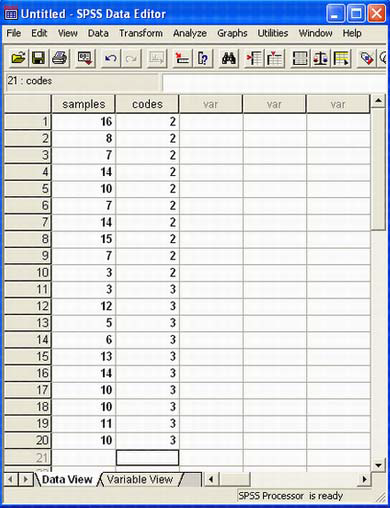 Untitled - SPSS Data Editor
File Edit View Data Transform Analyze Graphs Utilities Window Help
21 : codes
samples codes var var var
1 16 2
2 8 2
3 7 2
4 14 2
5 10 2
6 7 2
7 14 2
8 15 2
9 7 2
10 3 2
11 3 3
12 12 3
13 5 3
14 6 3
15 13 3
16 14 3
17 10 3
18 10 3
19 11 3
20 10 3
21
Data View Variable View
SPSS Processor is ready